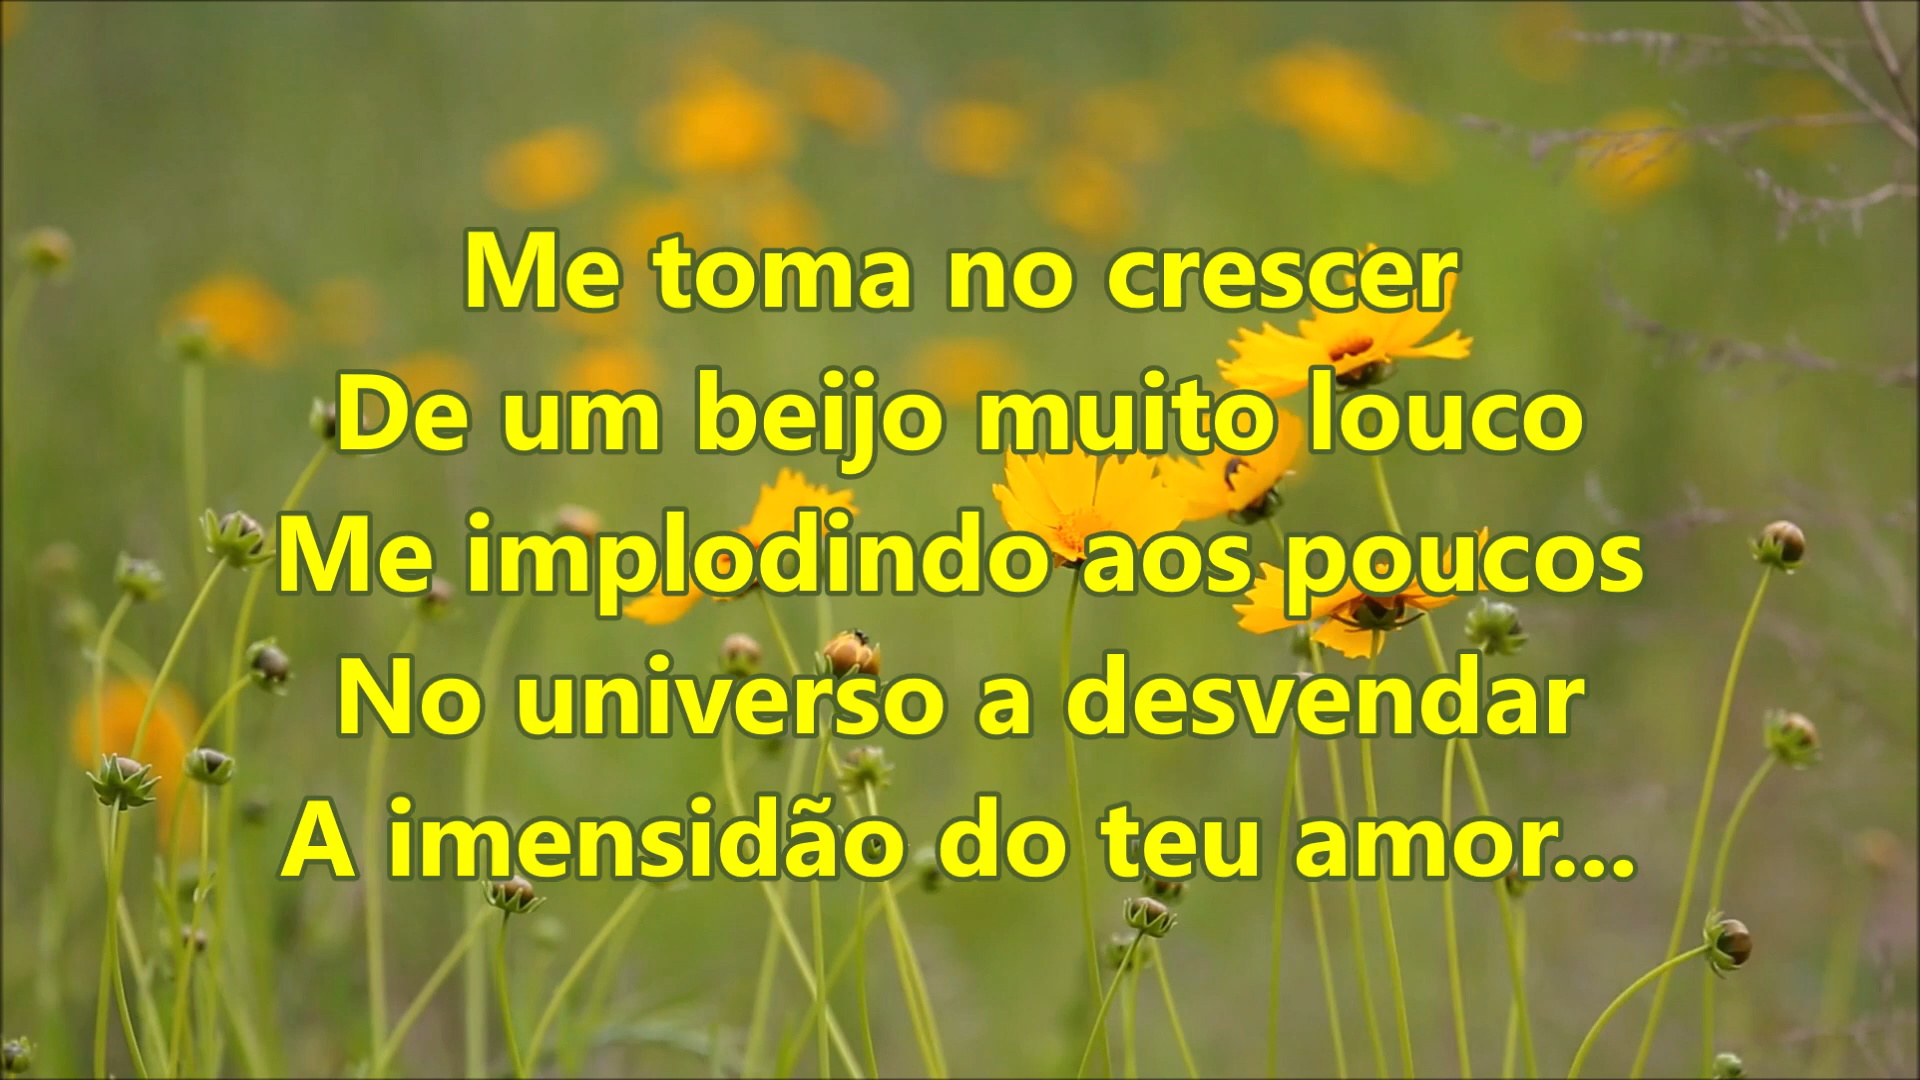 Me toma no crescer
De um beijo muito louco
Me implodindo aos poucos
No universo a desvendar
A imensidão do teu amor...